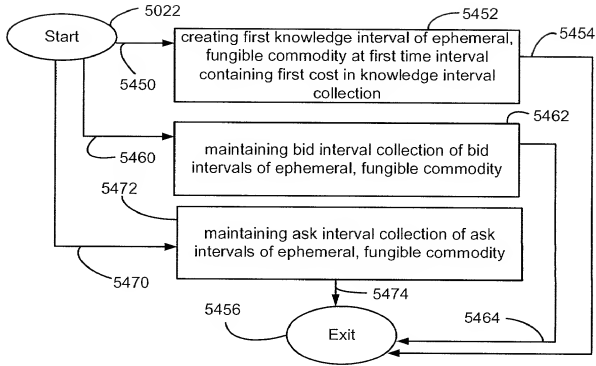 5022
5452
Start
creating first knowledge interval of ephemeral,
fungible commodity at first time interval
containing first cost in knowledge interval
collection
5454
5450
5462
maintaining bid interval collection of bid
intervals of ephemeral, fungible commodity
5460
5472
maintaining ask interval collection of ask
intervals of ephemeral, fungible commodity
5470
5474
5456
Exit
5464